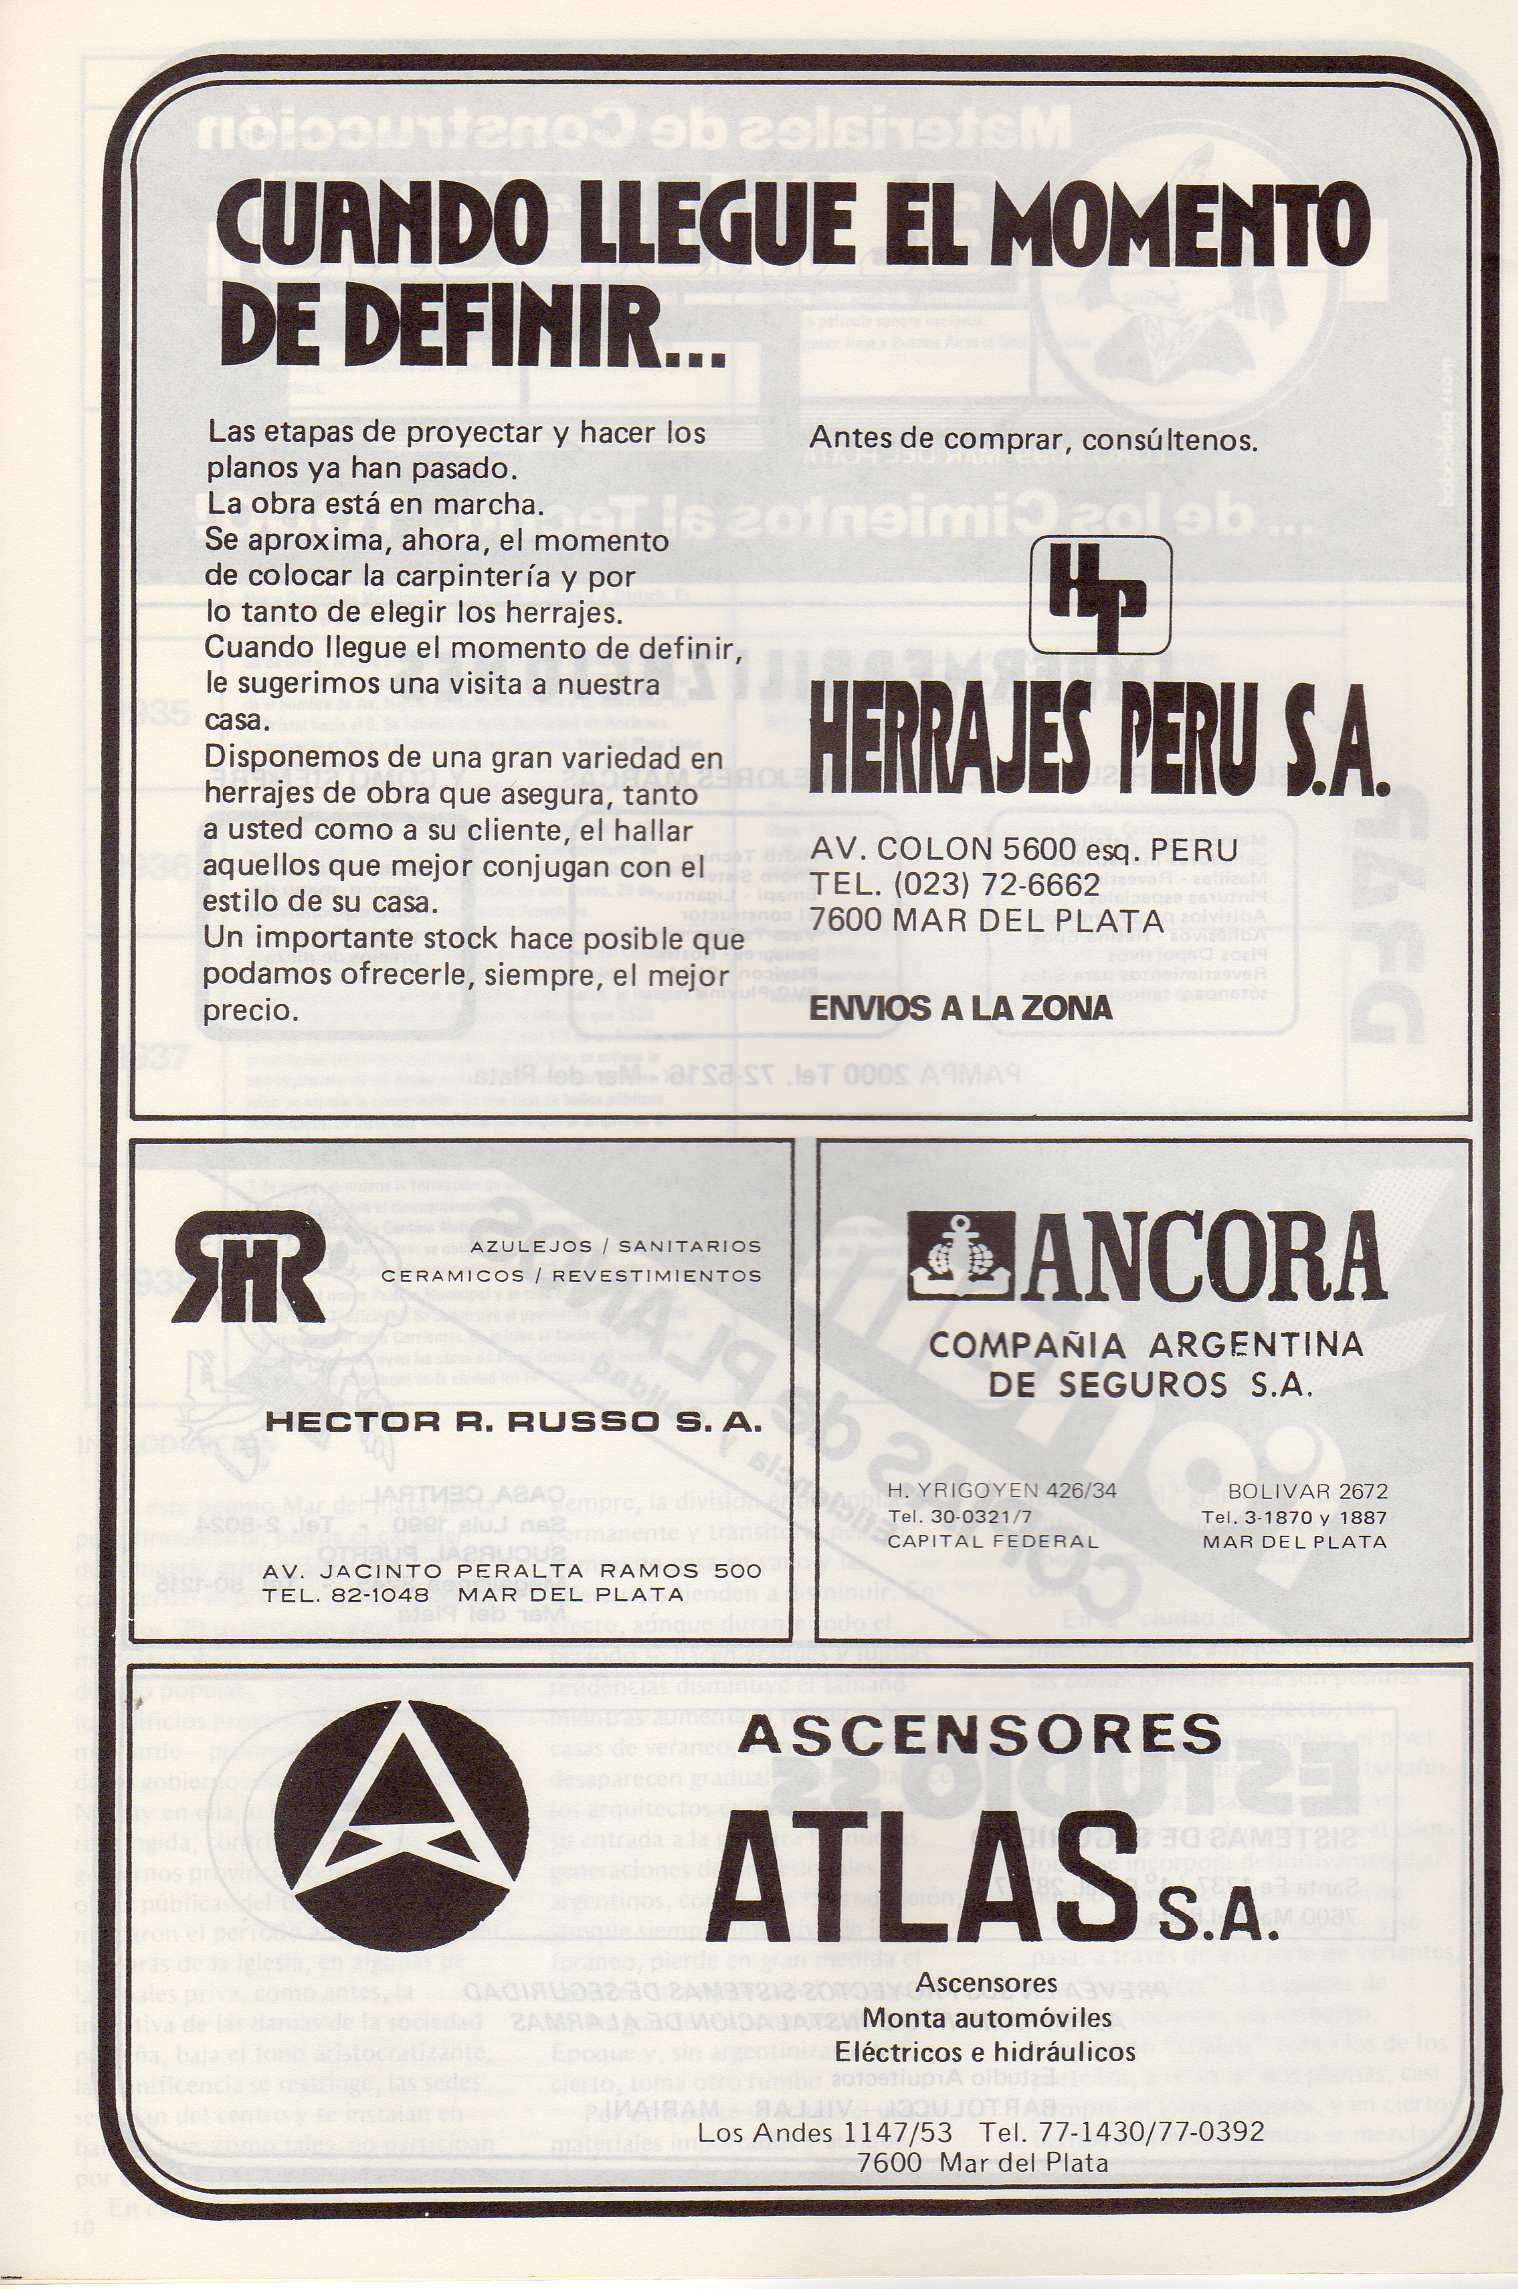 CUANDO LLEGUE EL MOMENTO
DE DEFINIR...
Las etapas de proyectar y hacer los
planos ya han pasado.
La obra está en marcha.
Se aproxima, ahora, el momento
de colocar la carpintería y por
lo tanto de elegir los herrajes.
Cuando llegue el momento de definir,
le sugerimos una visita a nuestra
casa.
Disponemos de una gran variedad en
herrajes de obra que asegura, tanto
a usted como a su cliente, el hallar
aquellos que mejor conjugan con el
estilo de su casa.
Un importante stock hace posible que
podamos ofrecerle, siempre, el mejor
precio.
Antes de comprar, consúltenos.
HP
HERRAJES PERU S.A.
AV. COLON 5600 esq. PERU
TEL. (023) 72-6662
7600 MAR DEL PLATA
ENVIOS A LA ZONA
RHR
AZULEJOS / SANITARIOS
CERAMICOS / REVESTIMIENTOS
HECTOR R. RUSSO S. A.
AV. JACINTO PERALTA RAMOS 500
TEL. 82-1048 MAR DEL PLATA
ANCORA
COMPAÑIA ARGENTINA
DE SEGUROS S.A.
H. YRIGOYEN 426/34
Tel. 30-0321/7
CAPITAL FEDERAL
BOLIVAR 2672
Tel. 3-1870 y 1887
MAR DEL PLATA
ASCENSORES
ATLAS S.A.
Ascensores
Monta automóviles
Eléctricos e hidráulicos
Los Andes 1147/53 Tel. 77-1430/77-0392
7600 Mar del Plata